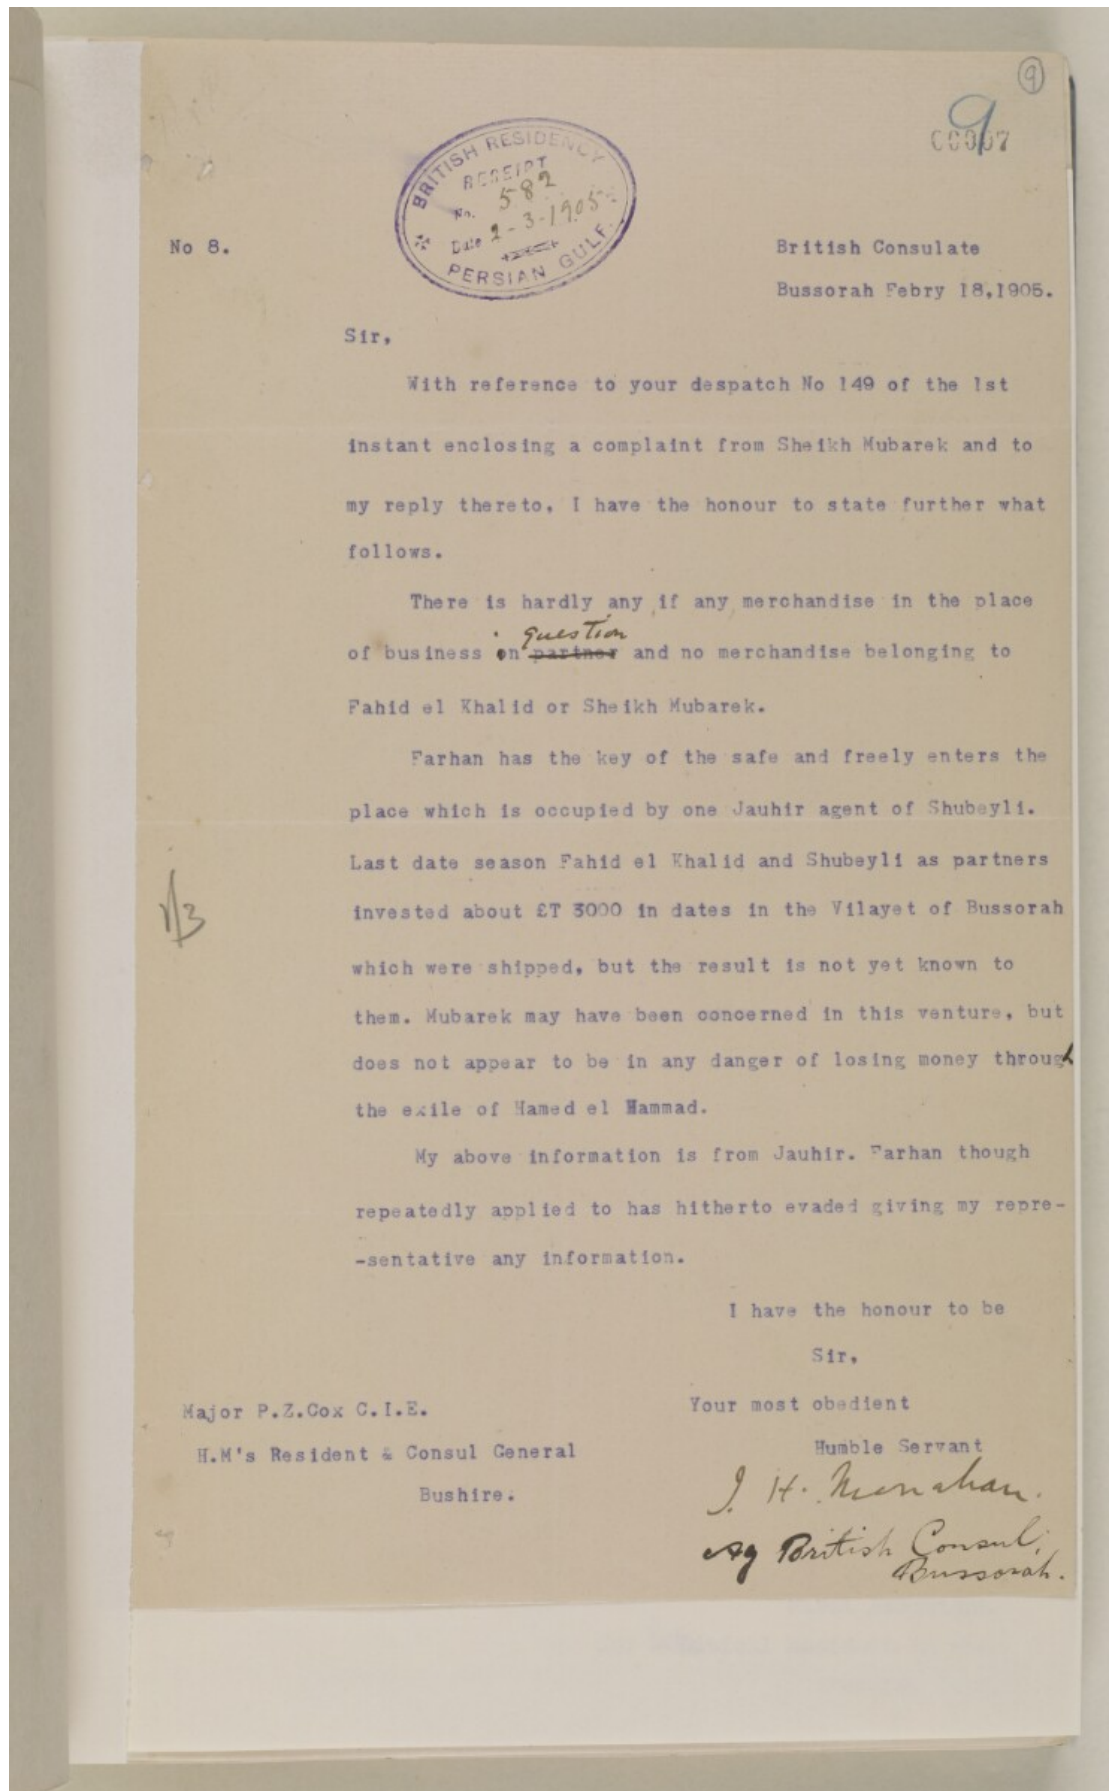 9
9
00007
BRITISH RESIDENCY
RECEIPT
No. 582
Date 2-3-1905
PERSIAN GULF.
No 8.
British Consulate
Bussorah Febry 18,1905.
Sir,
With reference to your despatch No 149 of the 1st
instant enclosing a complaint from Sheikh Mubarek and to
my reply thereto, I have the honour to state further what
follows.
There is hardly any if any merchandise in the place
question
of business in partner and no merchandise belonging to
Fahid el Khalid or Sheikh Mubarek.
Farhan has the key of the safe and freely enters the
place which is occupied by one Jauhir agent of Shubeyli.
Last date season Fahid el Khalid and Shubeyli as partners
invested about £T 3000 in dates in the Vilayet of Bussorah
which were shipped, but the result is not yet known to
them. Mubarek may have been concerned in this venture, but
does not appear to be in any danger of losing money through
the exile of Hamed el Hammad.
My above information is from Jauhir. Farhan though
repeatedly applied to has hitherto evaded giving my repre-
-sentative any information.
I have the honour to be
Sir,
Your most obedient
Humble Servant
J. H. Monahan.
Ag British Consul,
Bussorah.
Major P.Z.Cox C.I.E.
H.M's Resident & Consul General
Bushire.